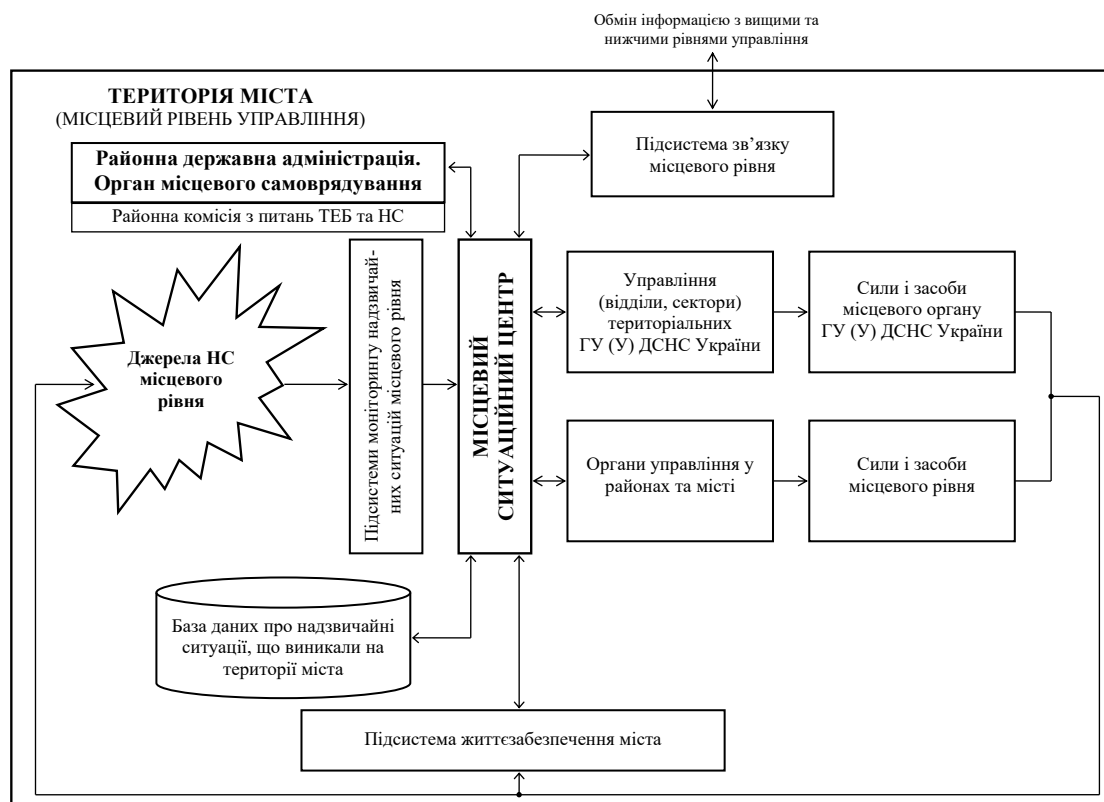 Обмін інформацією з вищими та
нижчими рівнями управління
ТЕРИТОРІЯ МІСТА
(МІСЦЕВИЙ РІВЕНЬ УПРАВЛІННЯ)
Районна державна адміністрація.
Орган місцевого самоврядування
Районна комісія з питань ТЕБ та НС
Підсистема зв’язку
місцевого рівня
Джерела НС
місцевого
рівня
Підсистеми моніторингу надзвичай-
них ситуацій місцевого рівня
МІСЦЕВИЙ
СИТУАЦІЙНИЙ ЦЕНТР
Управління
(відділи, сектори)
територіальних
ГУ (У) ДСНС України
Сили і засоби
місцевого органу
ГУ (У) ДСНС України
Органи управління у
районах та місті
Сили і засоби
місцевого рівня
База даних про надзвичайні
ситуації, що виникали на
території міста
Підсистема життєзабезпечення міста